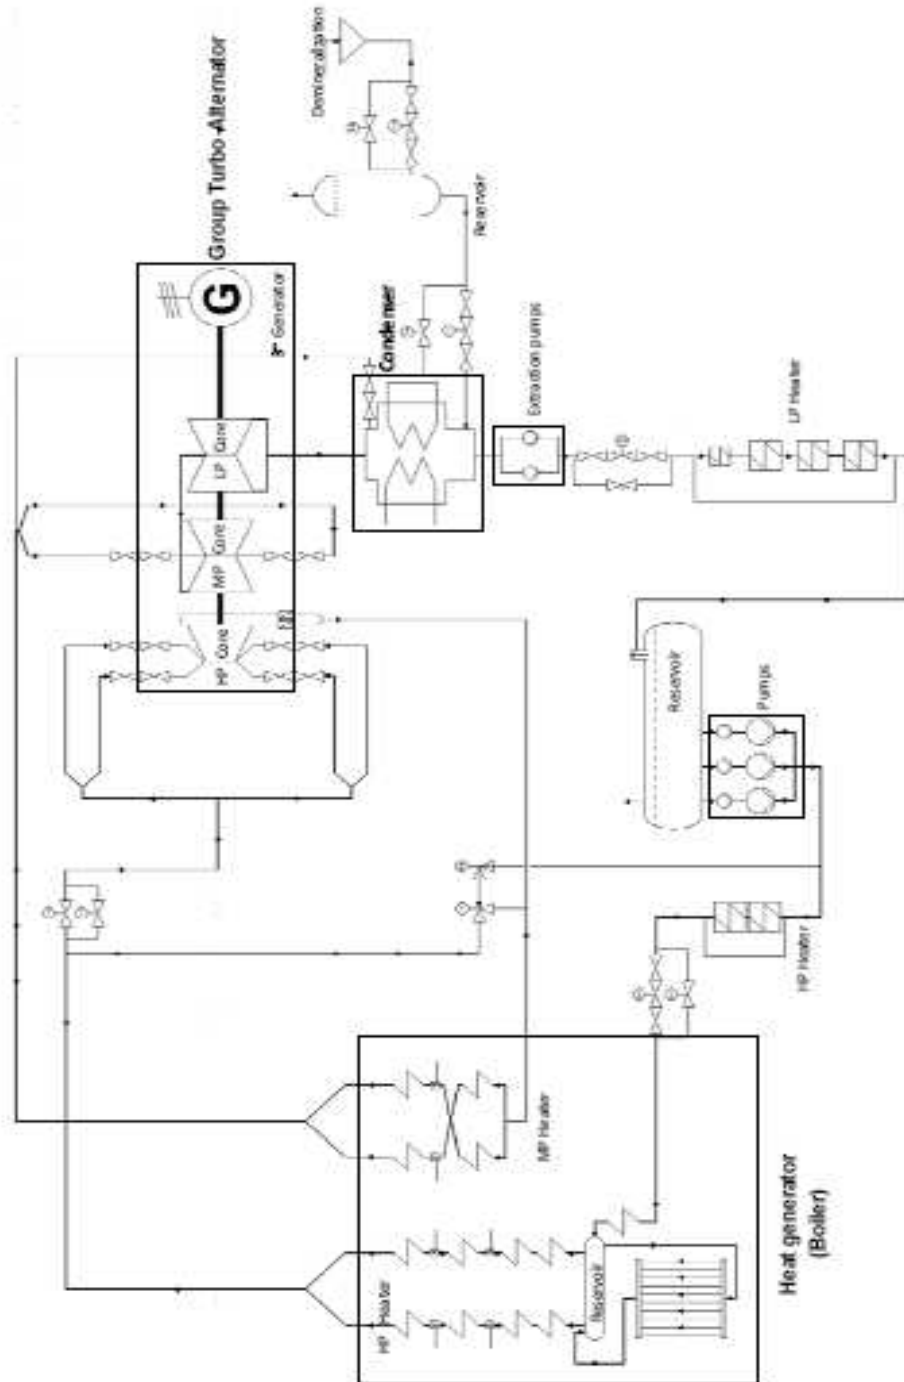 Group Turbo-Alternator
Demineralization
Reservoir
G
Generator
LP Core
MP Core
HP Core
Condenser
Extraction pumps
LP Heater
Reservoir
Pumps
HP Heater
MP Heater
HP Heater
Reservoir
Heat generator
(Boiler)